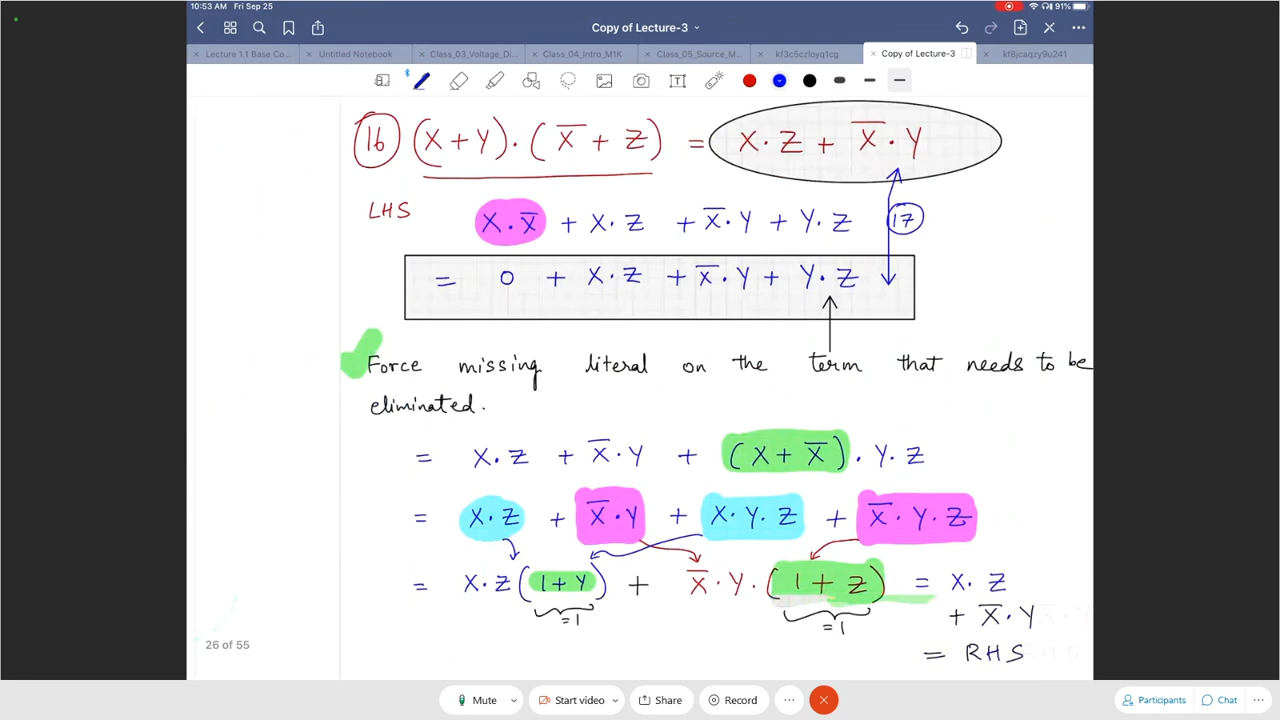 10:53 AM Fri Sep 25
91%
Copy of Lecture-3
Lecture 1.1 Base Co...
Untitled Notebook
Class_03_Voltage_Di...
Class_04_Intro_M1K
Class_05_Source_M...
kf3c5czloyq1cg
Copy of Lecture-3
kf8jcaqzy9u241
16 (X+Y)·(X̅+Z) = X·Z + X̅·Y
LHS X·X̅ + X·Z + X̅·Y + Y·Z 17
= 0 + X·Z + X̅·Y + Y·Z
Force missing literal on the term that needs to be
eliminated.
= X·Z + X̅·Y + (X + X̅)·Y·Z
= X·Z + X̅·Y + X·Y·Z + X̅·Y·Z
= X·Z(1+Y) + X̅·Y·(1+Z) = X·Z
=1 =1 + X̅·Y
= RHS
26 of 55
Mute
Start video
Share
Record
Participants
Chat